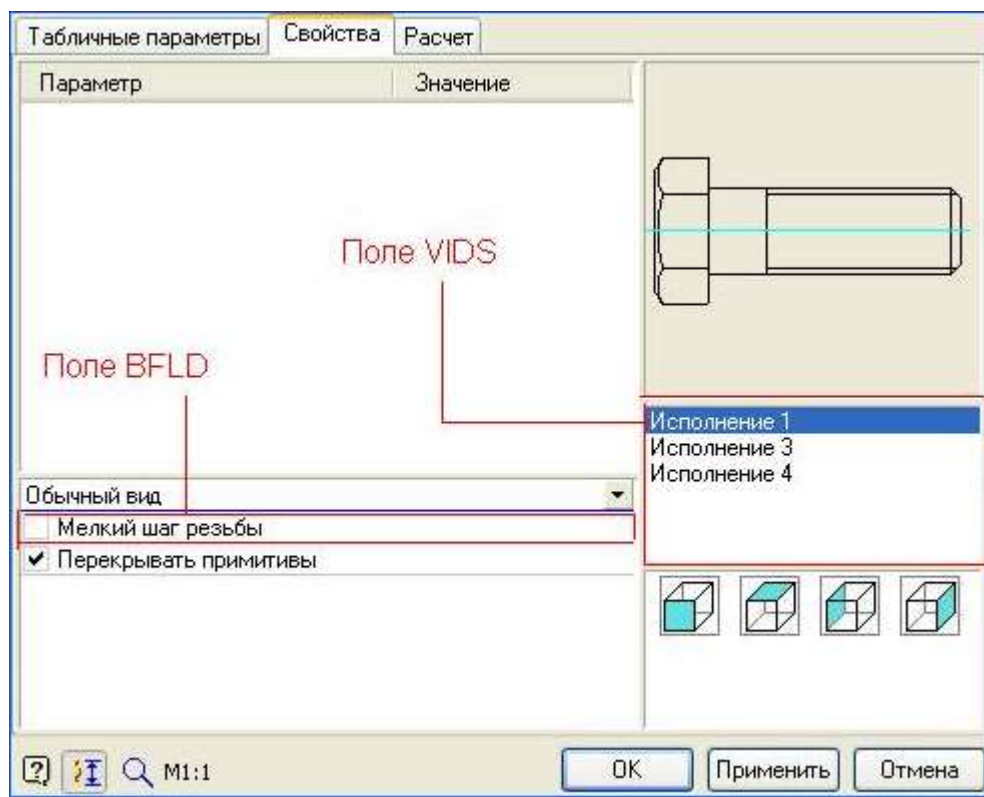 Табличные параметры Свойства Расчет
Параметр Значение
Поле VIDS
Поле BFLD
Исполнение 1
Исполнение 3
Исполнение 4
Обычный вид
Мелкий шаг резьбы
Перекрывать примитивы
M1:1
OK Применить Отмена